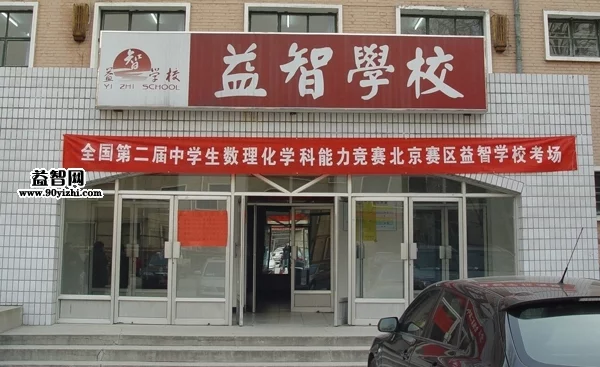 智
益 学校
YI ZHI SCHOOL
益智學校
全国第二届中学生数理化学科能力竞赛北京赛区益智学校考场
益智网
www.90yizhi.com